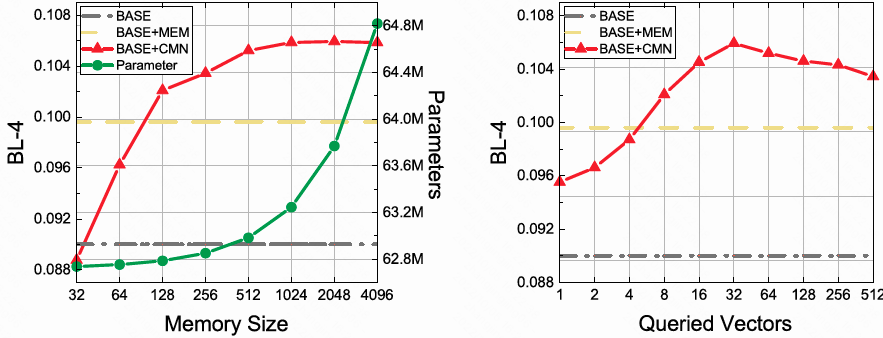 BASE
BASE+MEM
BASE+CMN
Parameter
0.108
0.104
0.100
0.096
0.092
0.088
BL-4
64.8M
64.4M
64.0M
63.6M
63.2M
62.8M
Parameters
32 64 128 256 512 1024 2048 4096
Memory Size
BASE
BASE+MEM
BASE+CMN
0.108
0.104
0.100
0.096
0.092
0.088
BL-4
1 2 4 8 16 32 64 128 256 512
Queried Vectors